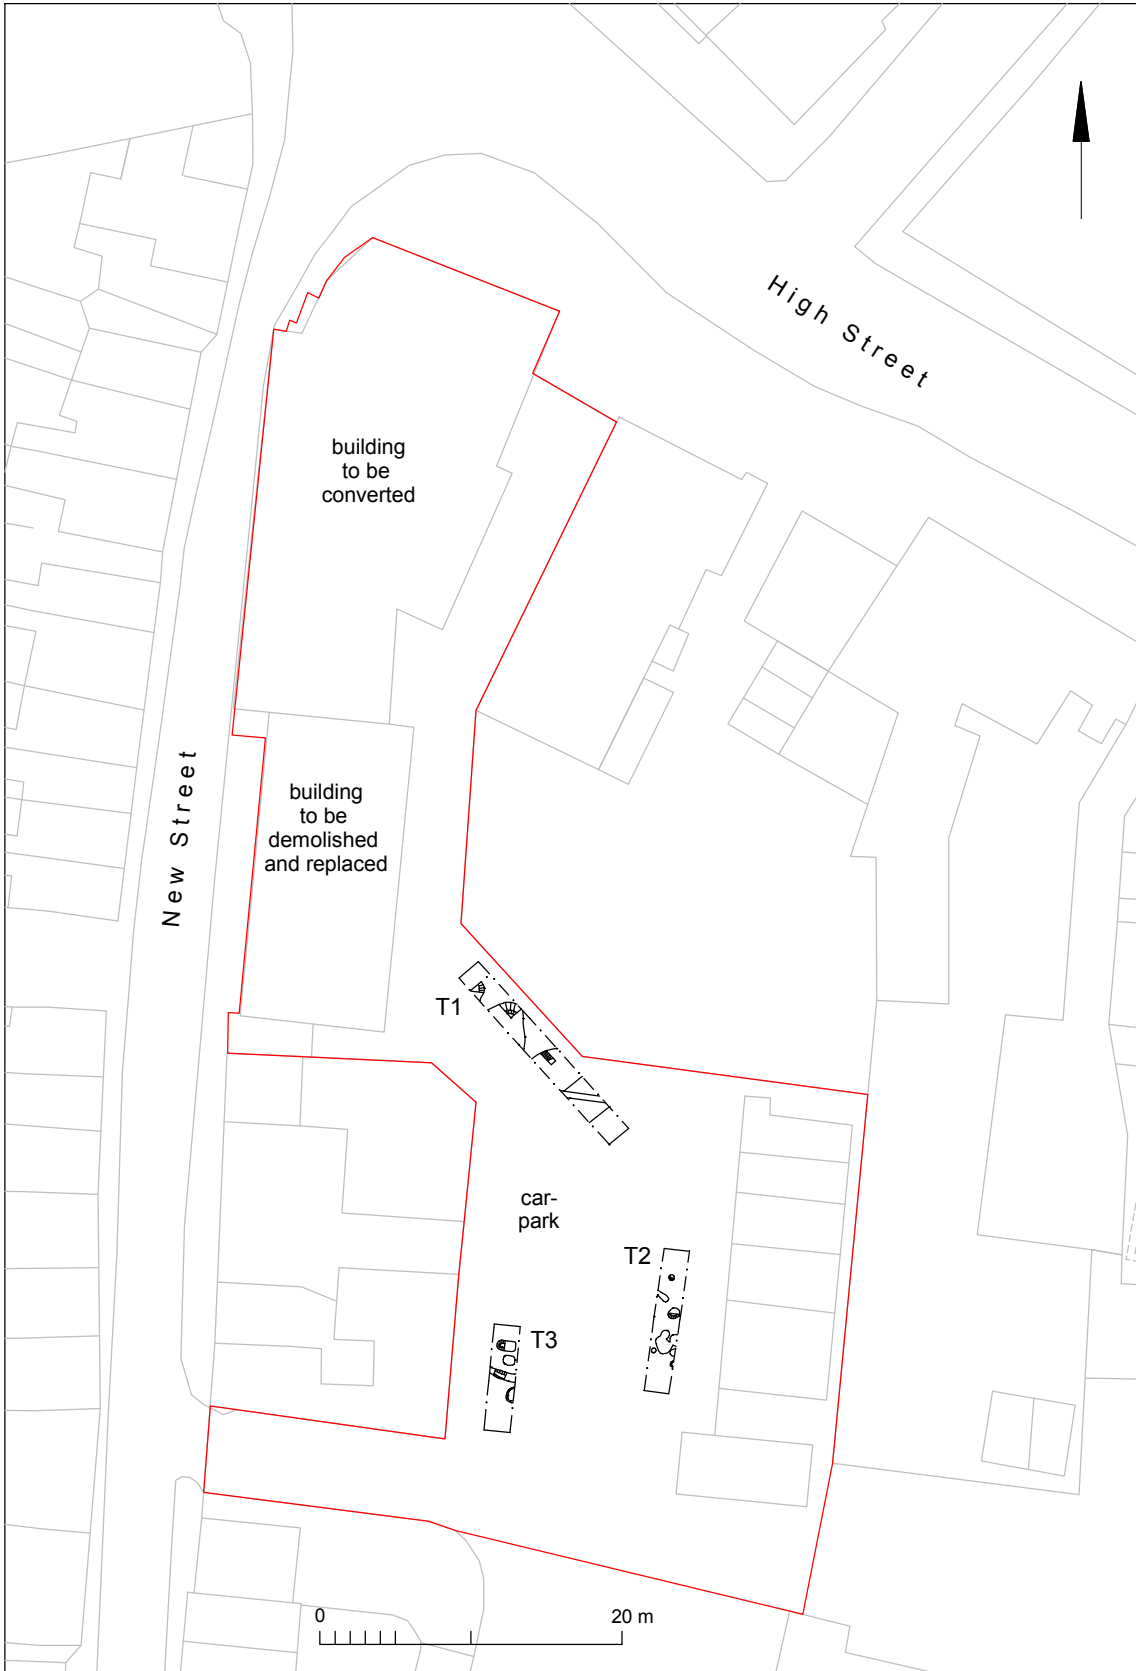 High Street
building
to be
converted
New Street
building
to be
demolished
and replaced
T1
car-
park
T2
T3
0
20 m